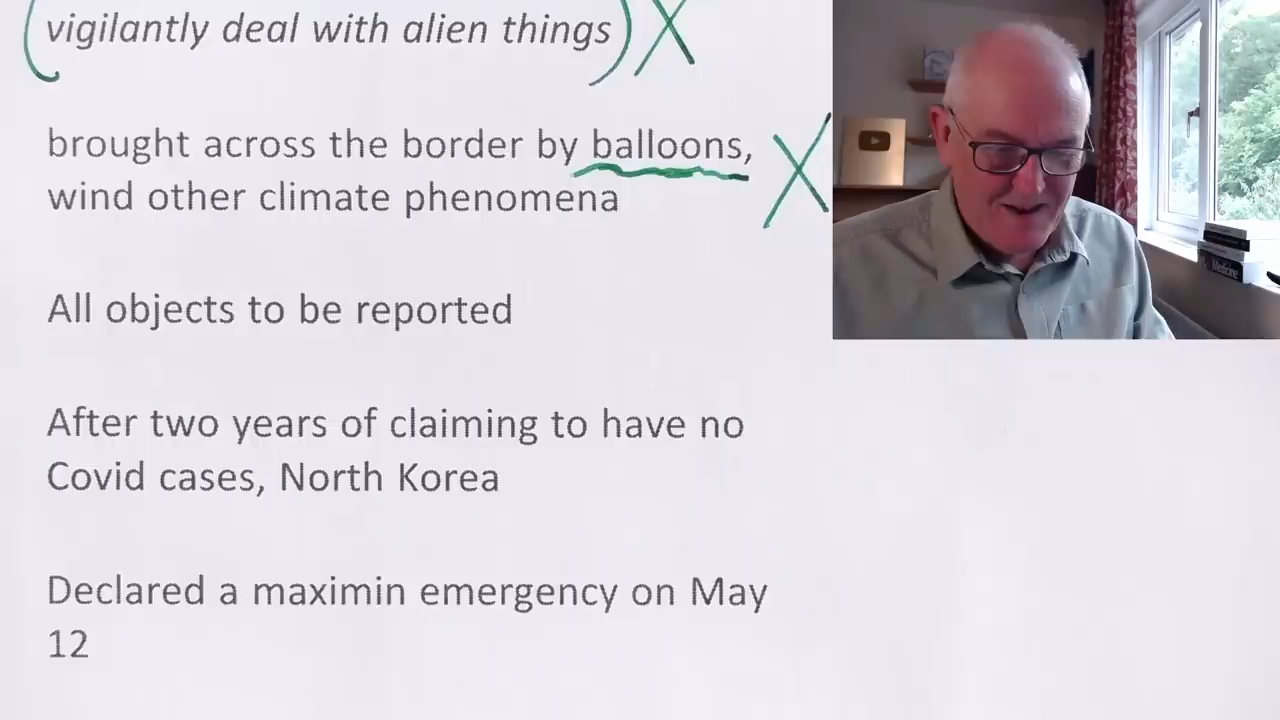 vigilantly deal with alien things
brought across the border by balloons,
wind other climate phenomena
All objects to be reported
After two years of claiming to have no
Covid cases, North Korea
Declared a maximin emergency on May
12
Medicine